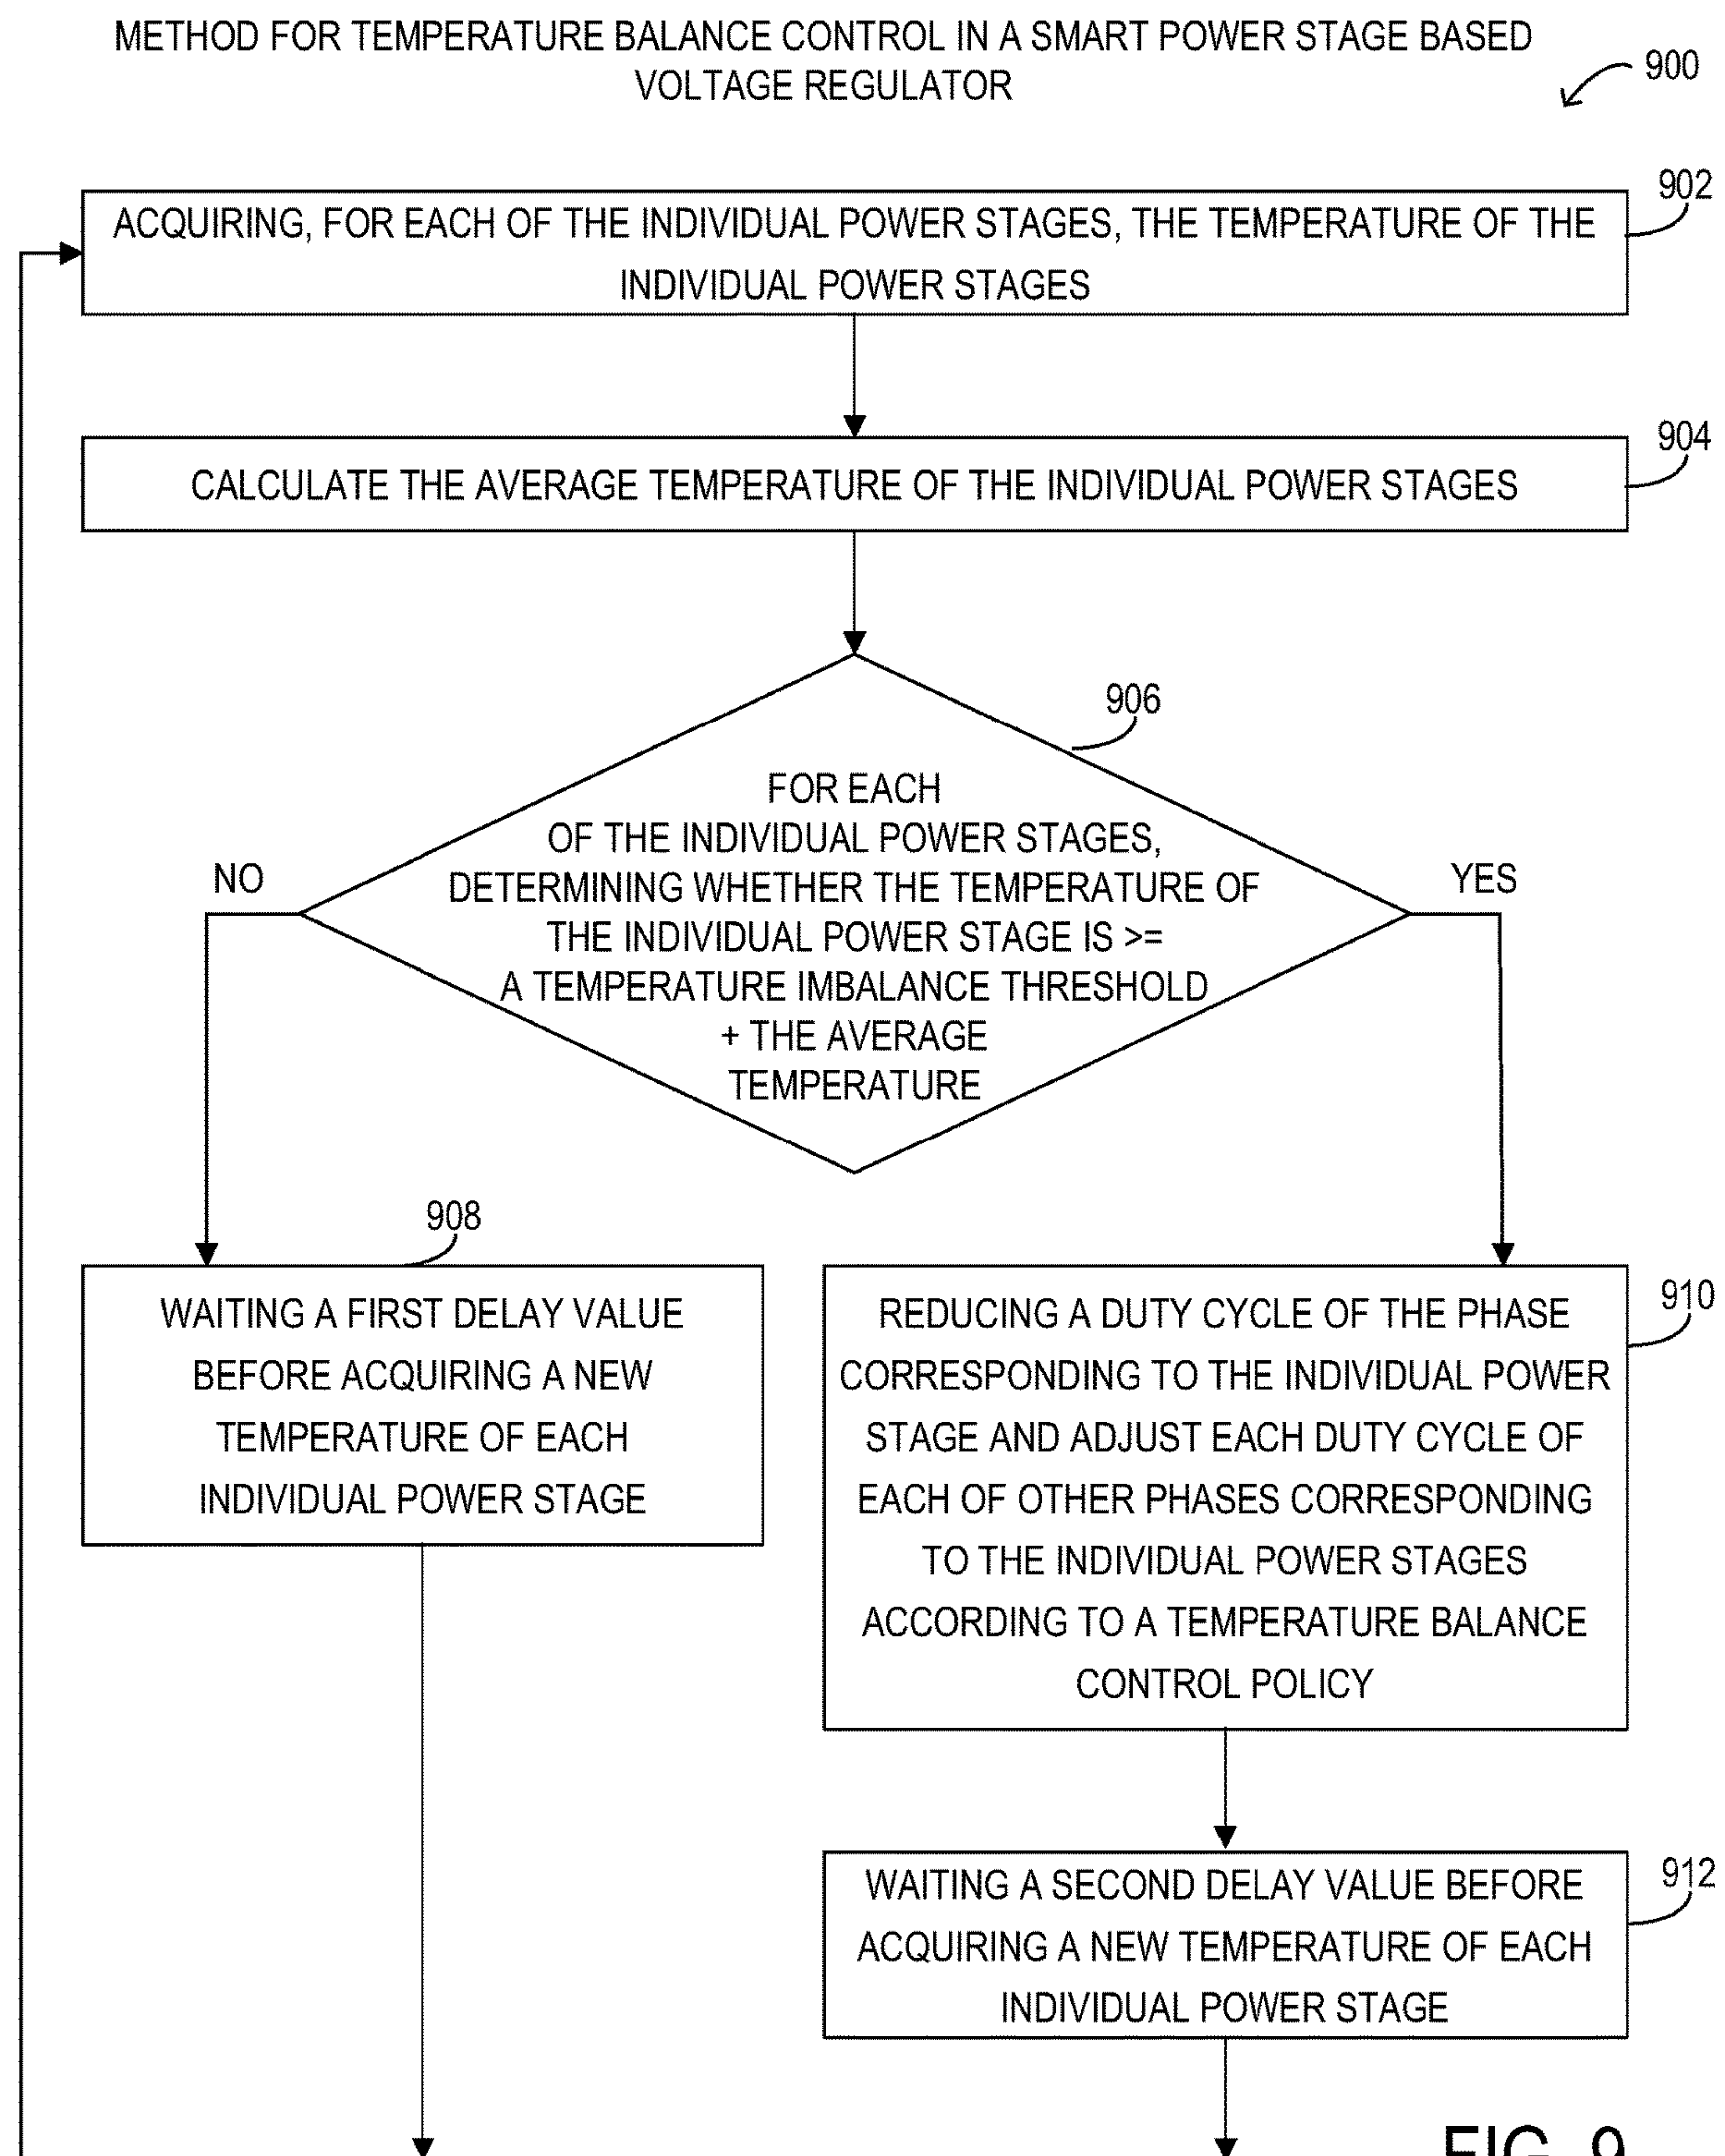 METHOD FOR TEMPERATURE BALANCE CONTROL IN A SMART POWER STAGE BASED
VOLTAGE REGULATOR
900
902
ACQUIRING, FOR EACH OF THE INDIVIDUAL POWER STAGES, THE TEMPERATURE OF THE
INDIVIDUAL POWER STAGES
904
CALCULATE THE AVERAGE TEMPERATURE OF THE INDIVIDUAL POWER STAGES
906
FOR EACH
OF THE INDIVIDUAL POWER STAGES,
DETERMINING WHETHER THE TEMPERATURE OF
THE INDIVIDUAL POWER STAGE IS >=
A TEMPERATURE IMBALANCE THRESHOLD
+ THE AVERAGE
TEMPERATURE
NO
YES
908
WAITING A FIRST DELAY VALUE
BEFORE ACQUIRING A NEW
TEMPERATURE OF EACH
INDIVIDUAL POWER STAGE
910
REDUCING A DUTY CYCLE OF THE PHASE
CORRESPONDING TO THE INDIVIDUAL POWER
STAGE AND ADJUST EACH DUTY CYCLE OF
EACH OF OTHER PHASES CORRESPONDING
TO THE INDIVIDUAL POWER STAGES
ACCORDING TO A TEMPERATURE BALANCE
CONTROL POLICY
912
WAITING A SECOND DELAY VALUE BEFORE
ACQUIRING A NEW TEMPERATURE OF EACH
INDIVIDUAL POWER STAGE
FIG. 9